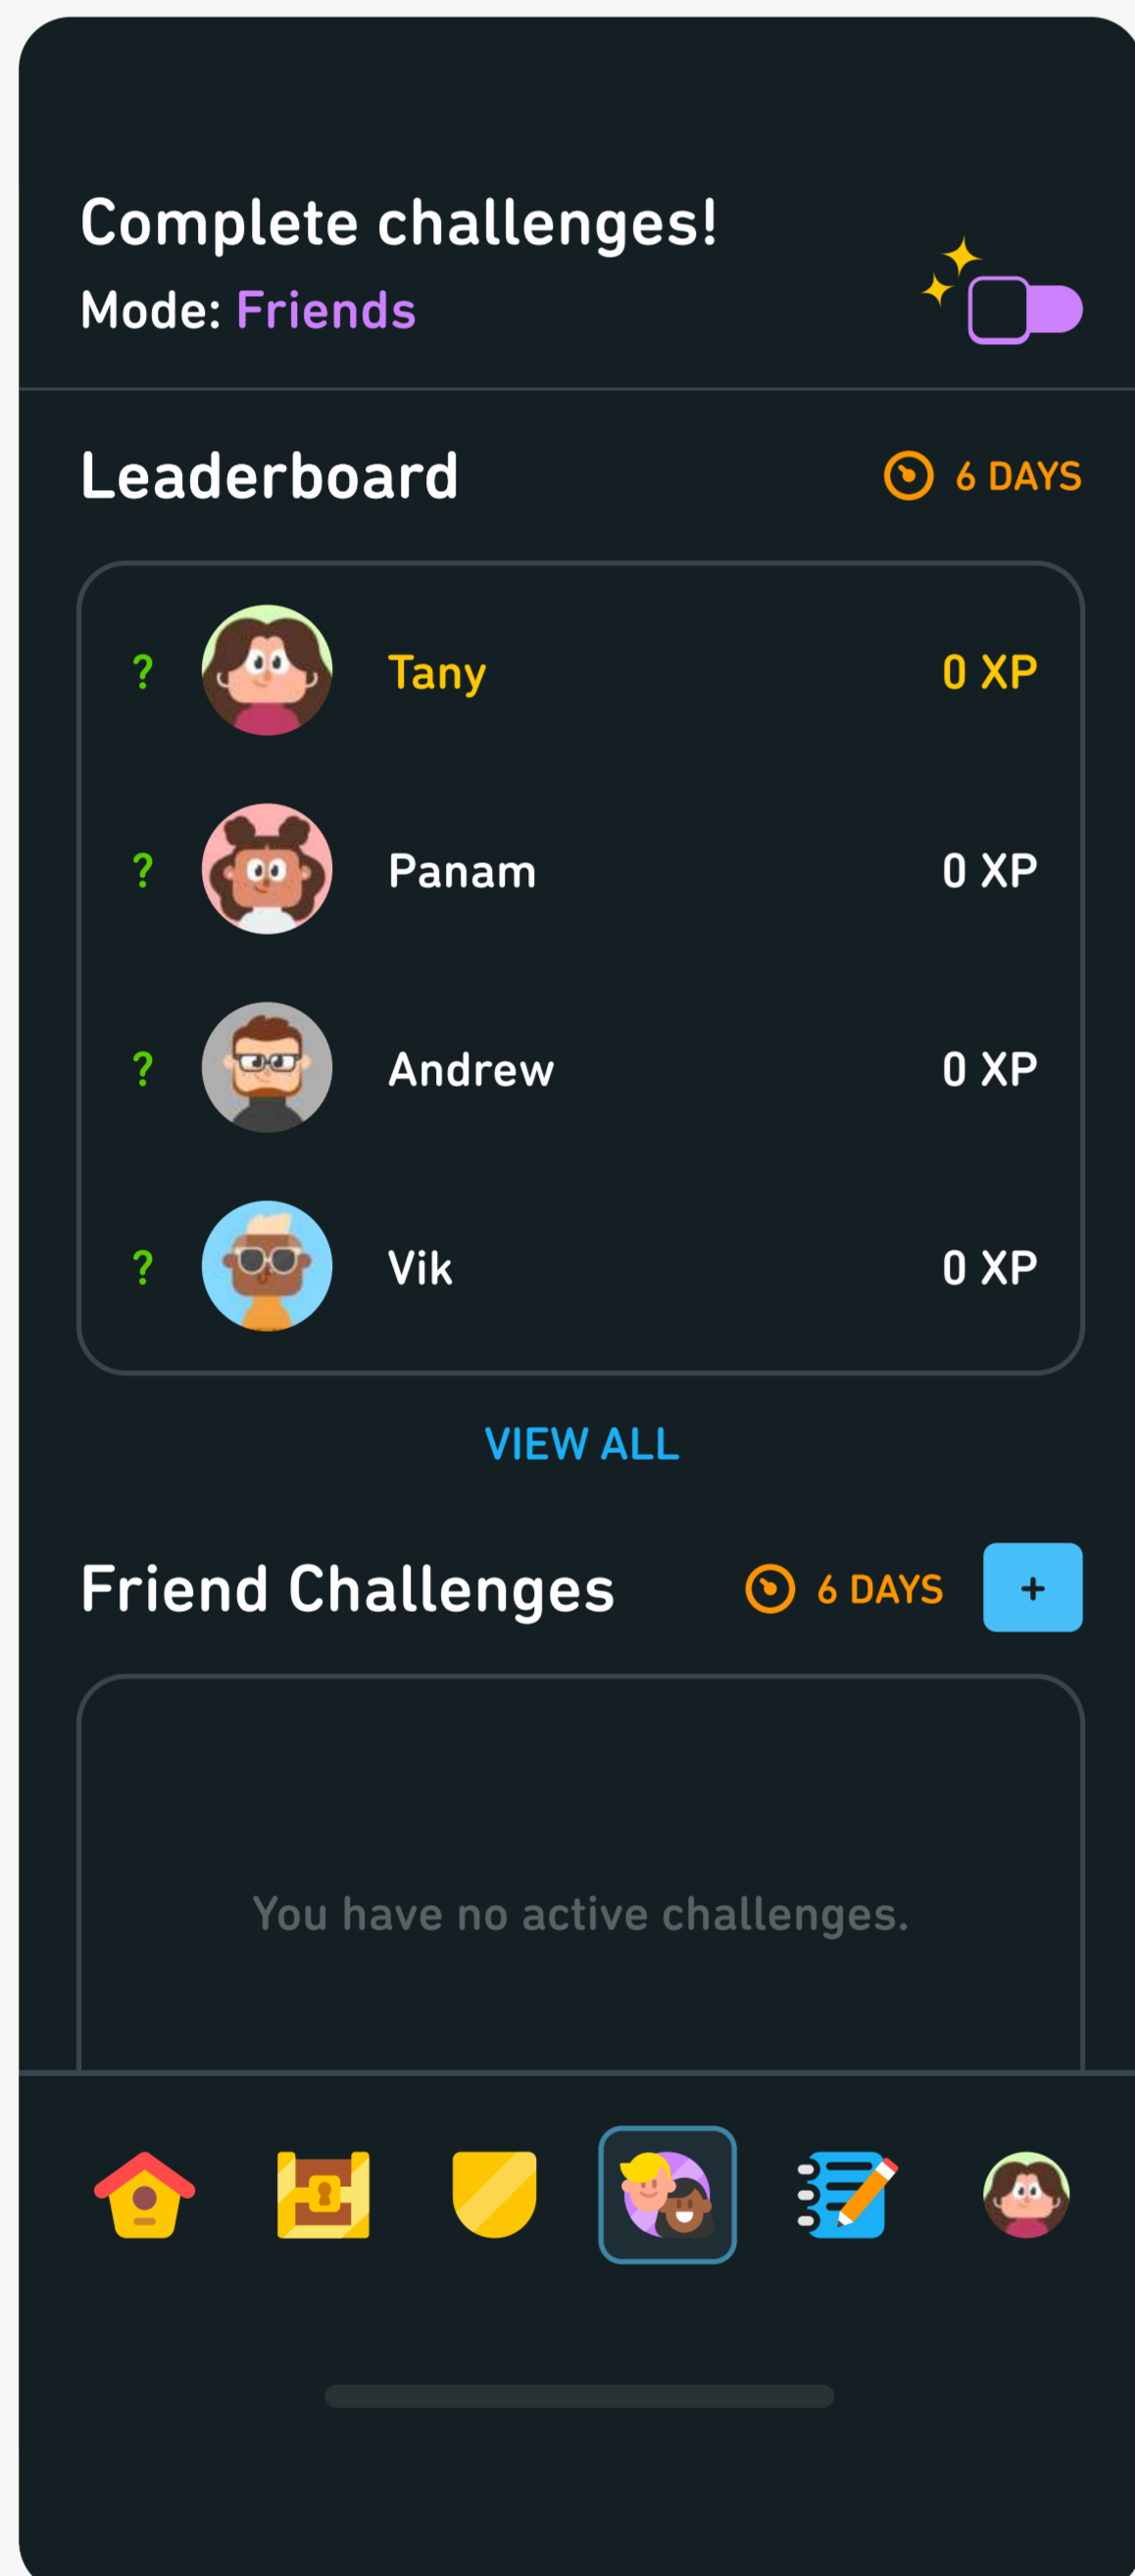 Complete challenges!
Mode: Friends
Leaderboard
6 DAYS
? Tany 0 XP
? Panam 0 XP
? Andrew 0 XP
? Vik 0 XP
VIEW ALL
Friend Challenges
6 DAYS
+
You have no active challenges.